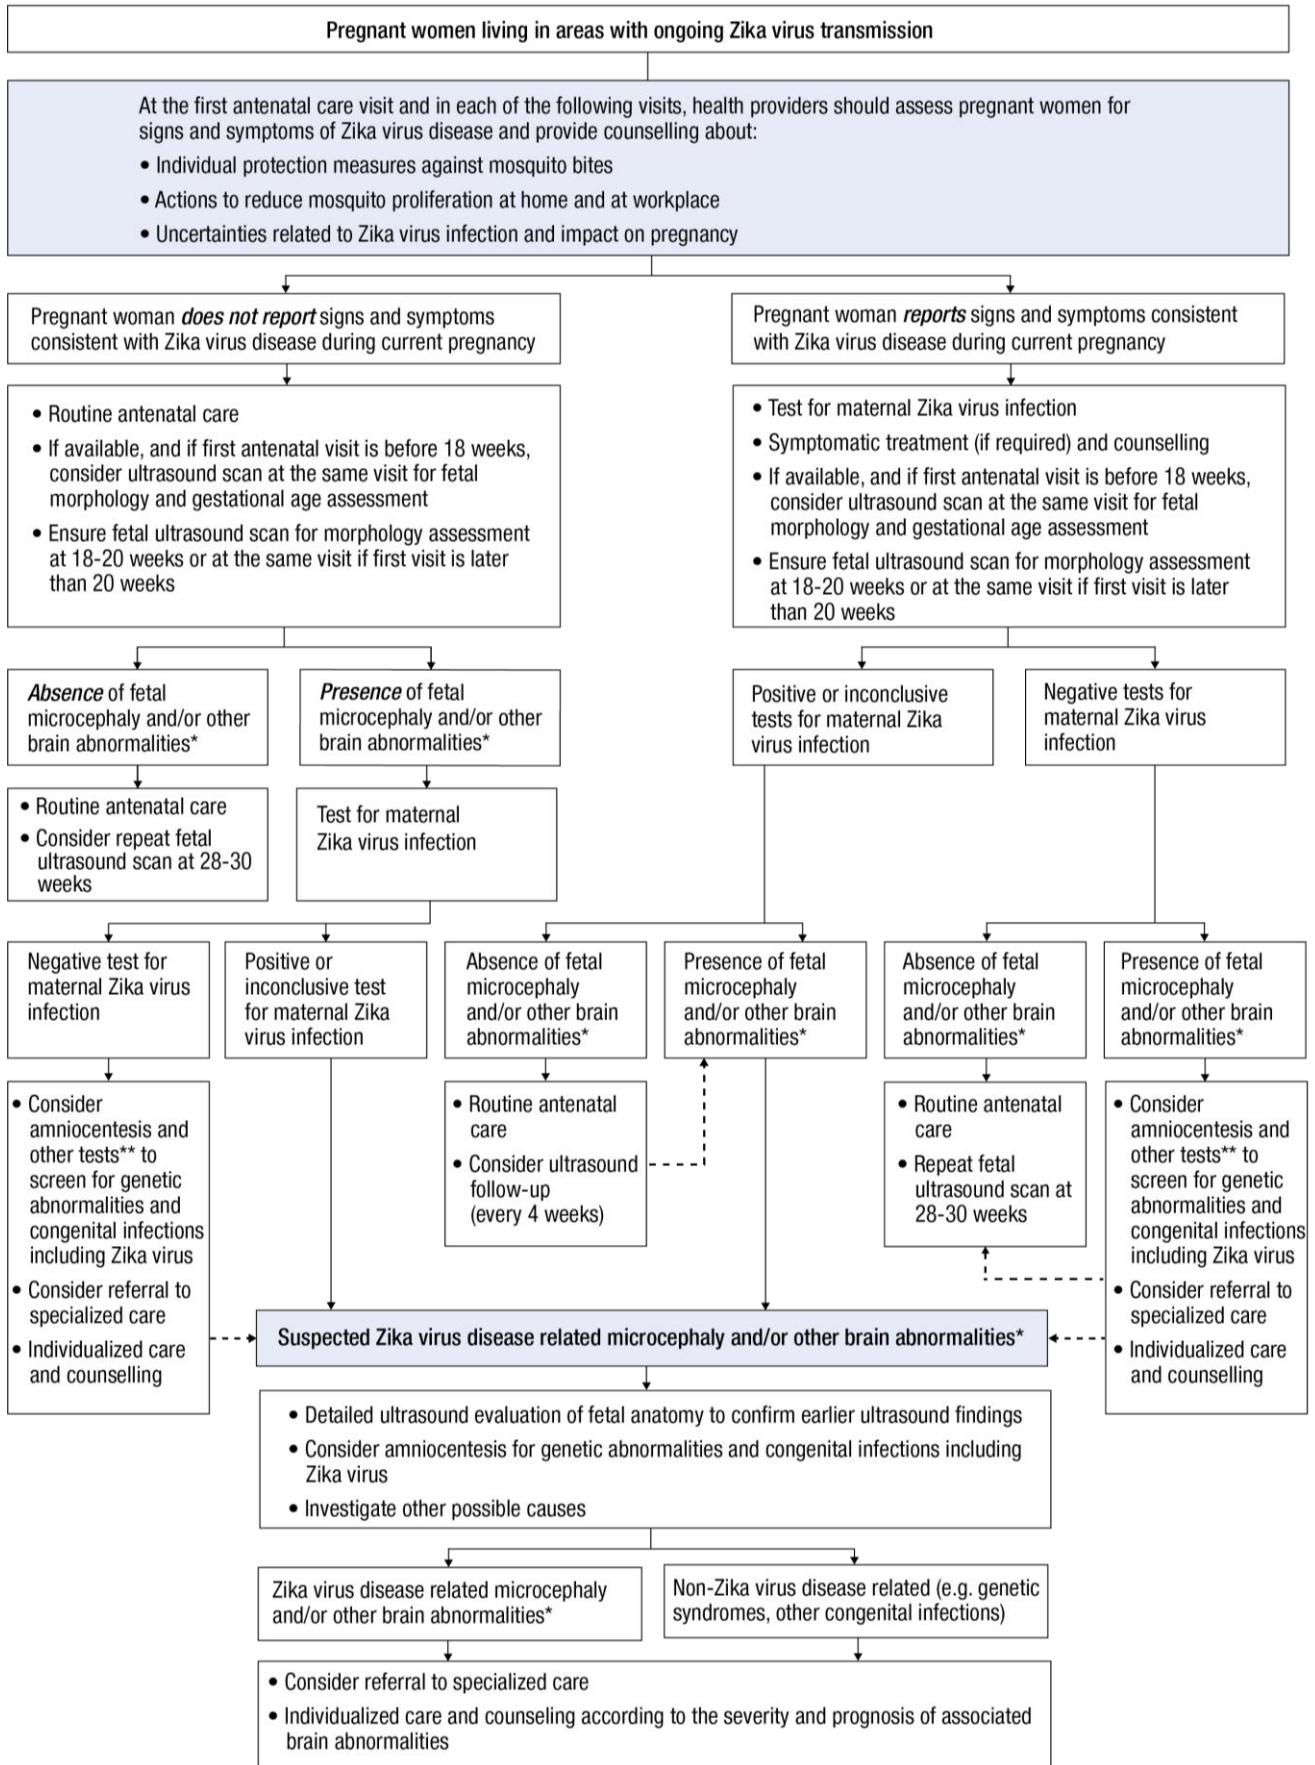 Pregnant women living in areas with ongoing Zika virus transmission
At the first antenatal care visit and in each of the following visits, health providers should assess pregnant women for
signs and symptoms of Zika virus disease and provide counselling about:
• Individual protection measures against mosquito bites
• Actions to reduce mosquito proliferation at home and at workplace
• Uncertainties related to Zika virus infection and impact on pregnancy
Pregnant woman does not report signs and symptoms
consistent with Zika virus disease during current pregnancy
Pregnant woman reports signs and symptoms consistent
with Zika virus disease during current pregnancy
• Routine antenatal care
• If available, and if first antenatal visit is before 18 weeks,
consider ultrasound scan at the same visit for fetal
morphology and gestational age assessment
• Ensure fetal ultrasound scan for morphology assessment
at 18-20 weeks or at the same visit if first visit is later
than 20 weeks
• Test for maternal Zika virus infection
• Symptomatic treatment (if required) and counselling
• If available, and if first antenatal visit is before 18 weeks,
consider ultrasound scan at the same visit for fetal
morphology and gestational age assessment
• Ensure fetal ultrasound scan for morphology assessment
at 18-20 weeks or at the same visit if first visit is later
than 20 weeks
Absence of fetal
microcephaly and/or other
brain abnormalities*
Presence of fetal
microcephaly and/or other
brain abnormalities*
Positive or inconclusive
tests for maternal Zika
virus infection
Negative tests for
maternal Zika virus
infection
• Routine antenatal care
• Consider repeat fetal
ultrasound scan at 28-30
weeks
Test for maternal
Zika virus infection
Negative test for
maternal Zika virus
infection
Positive or
inconclusive test
for maternal Zika
virus infection
Absence of fetal
microcephaly
and/or other brain
abnormalities*
Presence of fetal
microcephaly
and/or other brain
abnormalities*
Absence of fetal
microcephaly
and/or other brain
abnormalities*
Presence of fetal
microcephaly
and/or other brain
abnormalities*
• Consider
amniocentesis and
other tests** to
screen for genetic
abnormalities and
congenital infections
including Zika virus
• Consider referral to
specialized care
• Individualized care
and counselling
• Routine antenatal
care
• Consider ultrasound
follow-up
(every 4 weeks)
• Routine antenatal
care
• Repeat fetal
ultrasound scan at
28-30 weeks
• Consider
amniocentesis and
other tests** to
screen for genetic
abnormalities and
congenital infections
including Zika virus
• Consider referral to
specialized care
• Individualized care
and counselling
Suspected Zika virus disease related microcephaly and/or other brain abnormalities*
• Detailed ultrasound evaluation of fetal anatomy to confirm earlier ultrasound findings
• Consider amniocentesis for genetic abnormalities and congenital infections including
Zika virus
• Investigate other possible causes
Zika virus disease related microcephaly
and/or other brain abnormalities*
Non-Zika virus disease related (e.g. genetic
syndromes, other congenital infections)
• Consider referral to specialized care
• Individualized care and counseling according to the severity and prognosis of associated
brain abnormalities